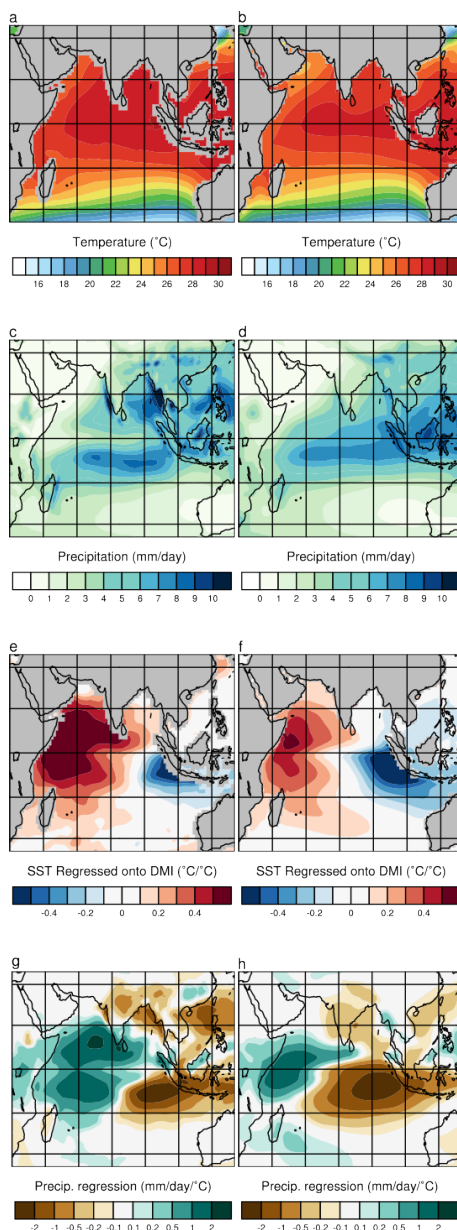 a
b
Temperature (°C)
Temperature (°C)
16 18 20 22 24 26 28 30
16 18 20 22 24 26 28 30
c
d
Precipitation (mm/day)
Precipitation (mm/day)
0 1 2 3 4 5 6 7 8 9 10
0 1 2 3 4 5 6 7 8 9 10
e
f
SST Regressed onto DMI (°C/°C)
SST Regressed onto DMI (°C/°C)
-0.4 -0.2 0 0.2 0.4
-0.4 -0.2 0 0.2 0.4
g
h
Precip. regression (mm/day/°C)
Precip. regression (mm/day/°C)
-2 -1 -0.5 -0.2 -0.1 0.1 0.2 0.5 1 2
-2 -1 -0.5 -0.2 -0.1 0.1 0.2 0.5 1 2